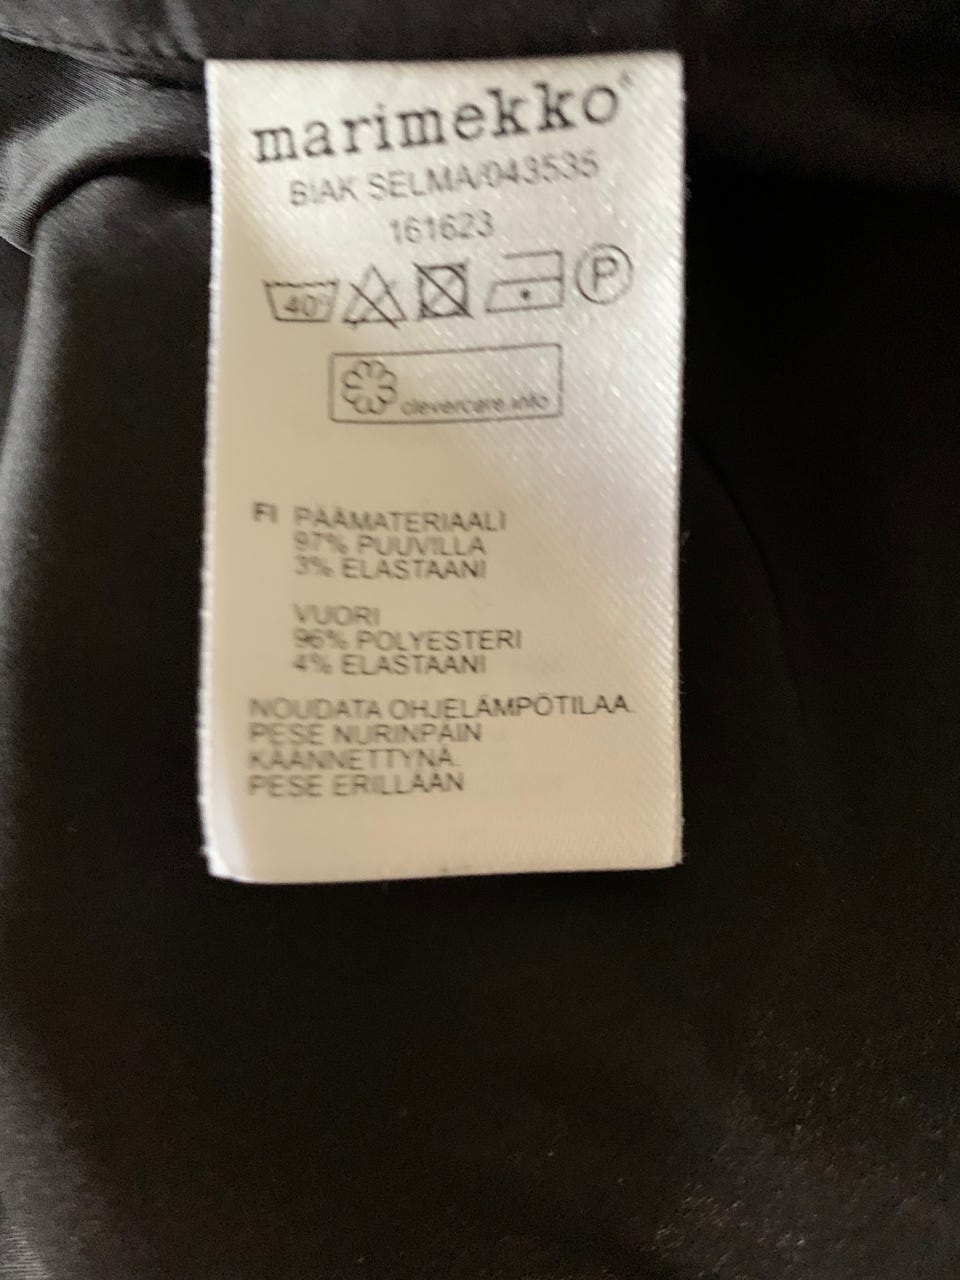 marimekko®
BIAK SELMA/043535
161623
40° P
clevercare.info
FI PÄÄMATERIAALI
97% PUUVILLA
3% ELASTAANI
VUORI
96% POLYESTERI
4% ELASTAANI
NOUDATA OHJELÄMPÖTILAA.
PESE NURINPÄIN
KÄÄNNETTYNÄ.
PESE ERILLÄÄN